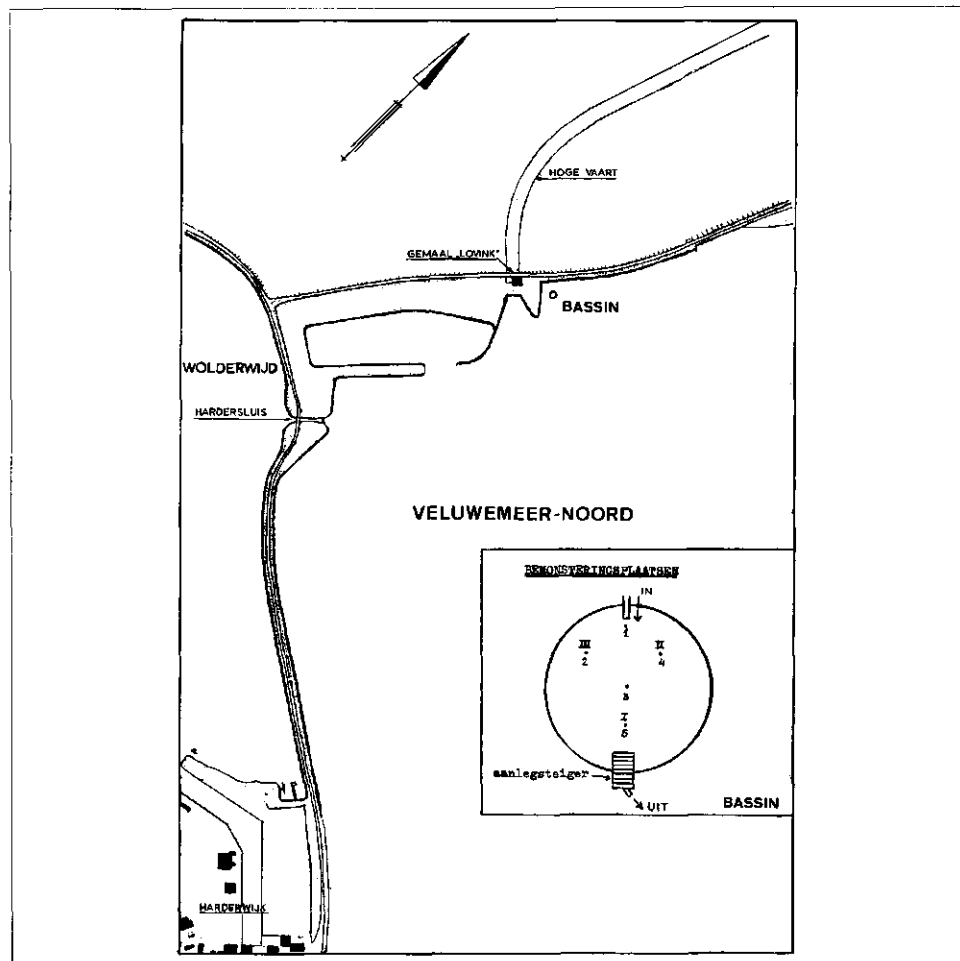 HOGE VAART
GEMAAL „LOVINK"
BASSIN
WOLDERWIJD
HARDERSLUIS
VELUWEMEER-NOORD
BEMONSTERINGSPLAATSEN
IN
1
III
2
II
4
3
I
5
aanlegsteiger
UIT
BASSIN
HARDERWIJK